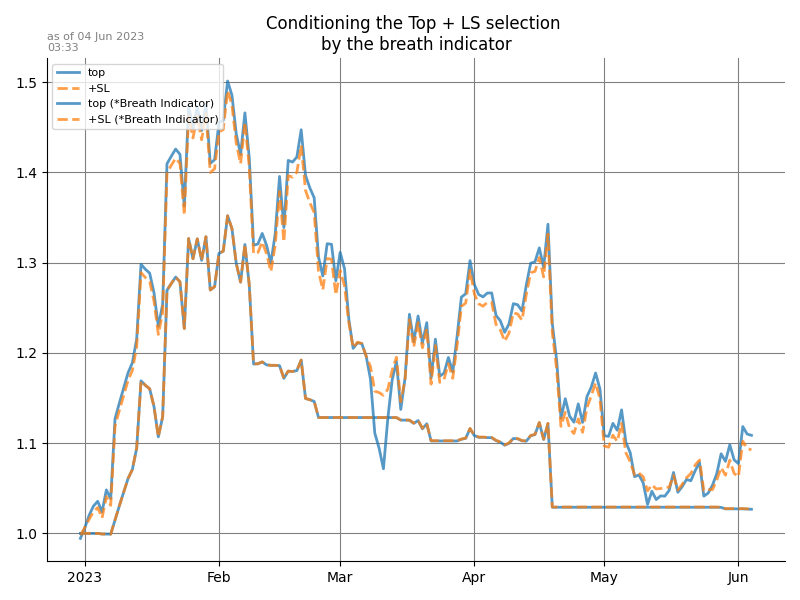 Conditioning the Top + LS selection
by the breath indicator
as of 04 Jun 2023
03:33
top
+SL
top (*Breath Indicator)
+SL (*Breath Indicator)
1.5
1.4
1.3
1.2
1.1
1.0
2023 Feb Mar Apr May Jun